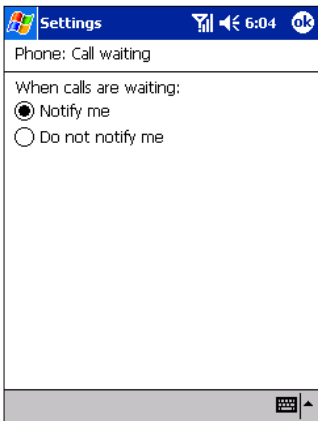 Settings 6:04 ok
Phone: Call waiting
When calls are waiting:
Notify me
Do not notify me